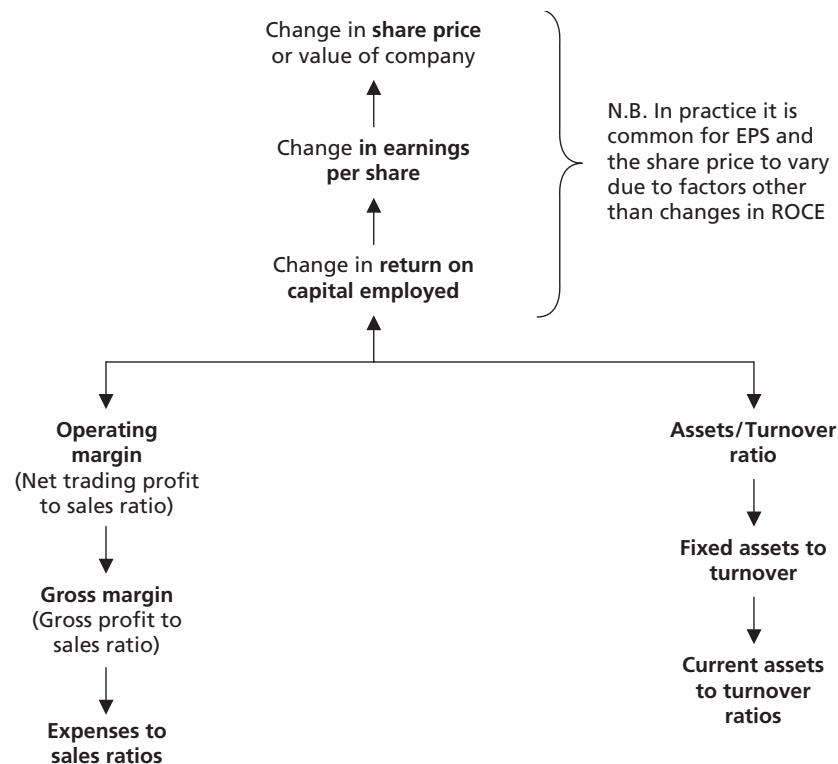 Change in share price
or value of company
Change in earnings
per share
Change in return on
capital employed
N.B. In practice it is
common for EPS and
the share price to vary
due to factors other
than changes in ROCE
Operating
margin
(Net trading profit
to sales ratio)
Gross margin
(Gross profit to
sales ratio)
Expenses to
sales ratios
Assets/Turnover
ratio
Fixed assets to
turnover
Current assets
to turnover
ratios